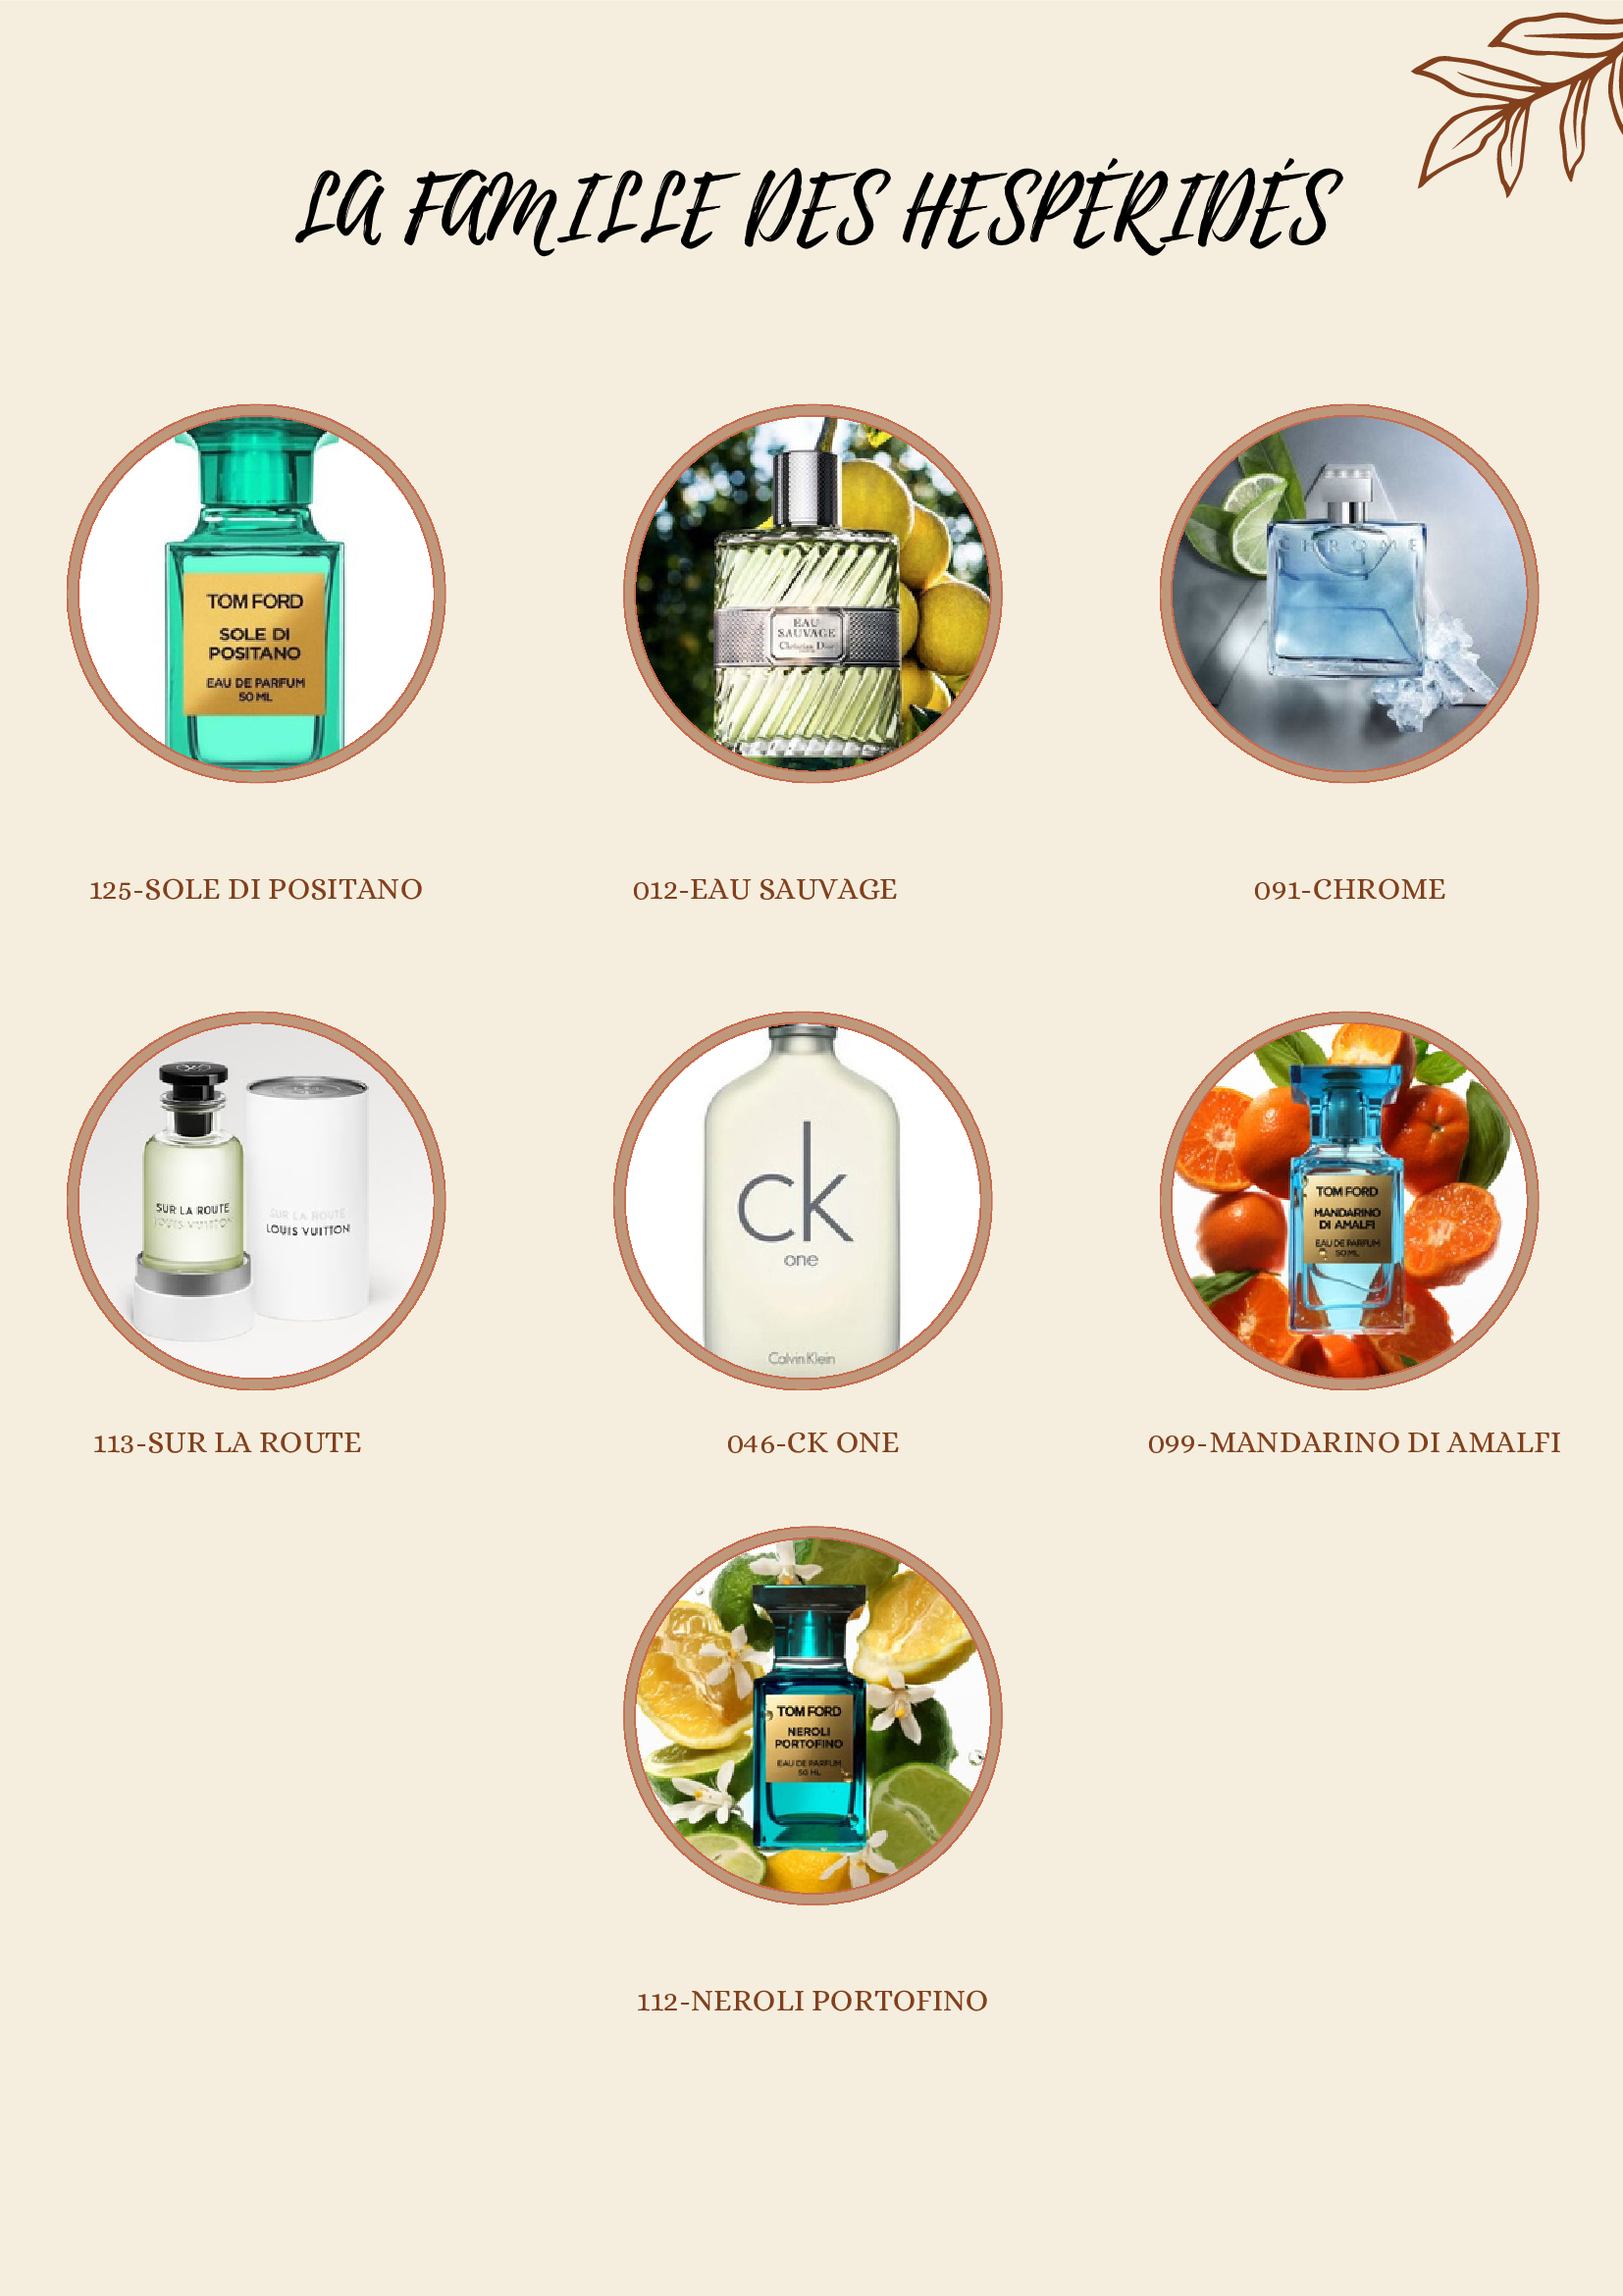 LA FAMILLE DES HESPÉRIDÉS
TOM FORD
SOLE DI
POSITANO
EAU DE PARFUM
50 ML
EAU
SAUVAGE
Christian Dior
CHROME
125-SOLE DI POSITANO
012-EAU SAUVAGE
091-CHROME
SUR LA ROUTE
LOUIS VUITTON
SUR LA ROUTE
LOUIS VUITTON
ck
one
Calvin Klein
TOM FORD
MANDARINO
DI AMALFI
EAU DE PARFUM
50 ML
113-SUR LA ROUTE
046-CK ONE
099-MANDARINO DI AMALFI
TOM FORD
NEROLI
PORTOFINO
EAU DE PARFUM
50 ML
112-NEROLI PORTOFINO